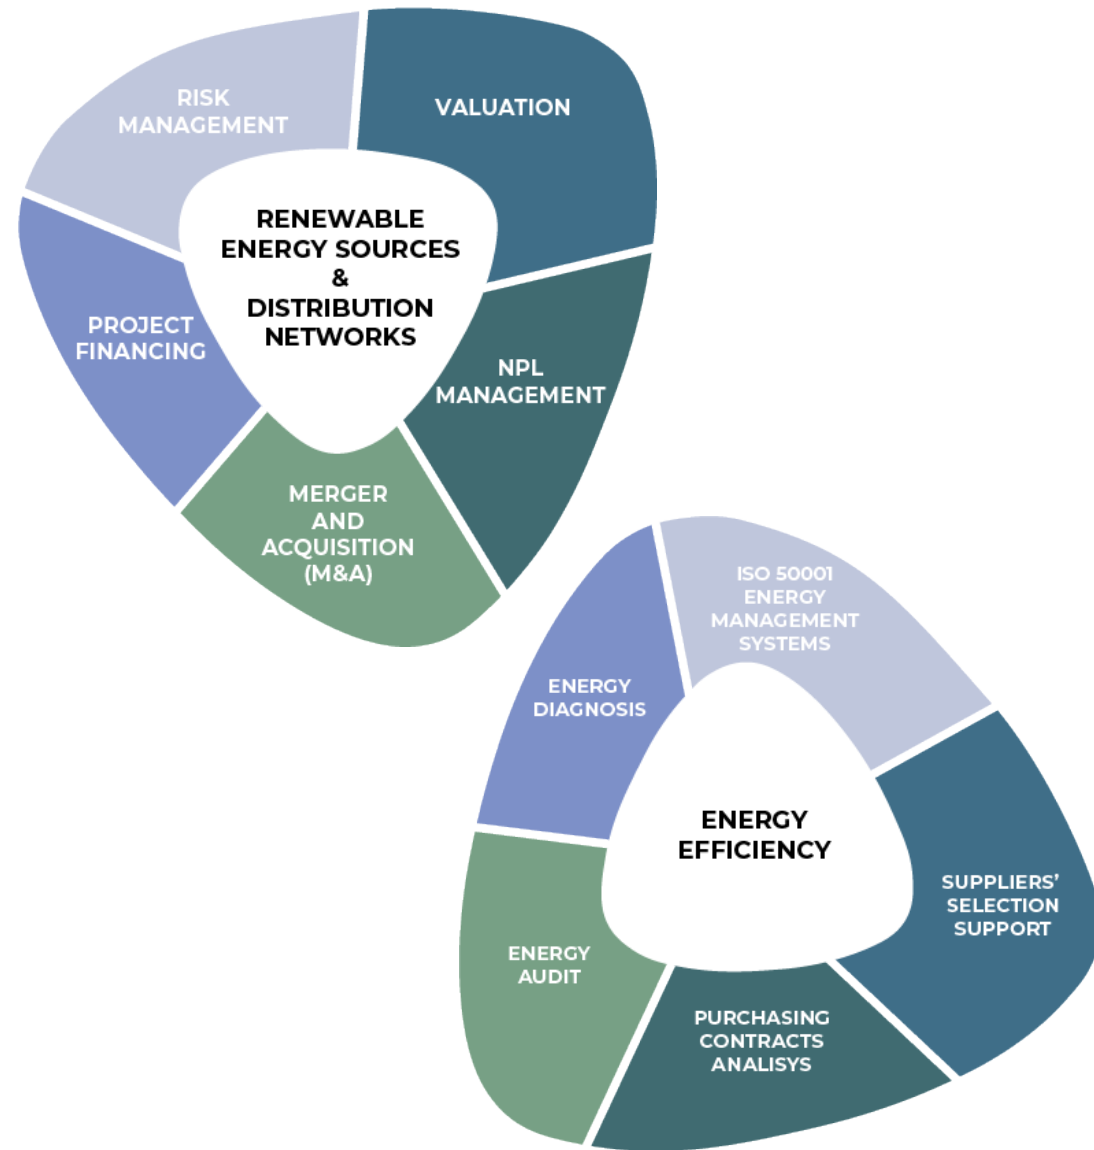 RISK
MANAGEMENT
VALUATION
RENEWABLE
ENERGY SOURCES
&
DISTRIBUTION
NETWORKS
PROJECT
FINANCING
NPL
MANAGEMENT
MERGER
AND
ACQUISITION
(M&A)
ISO 50001
ENERGY
MANAGEMENT
SYSTEMS
ENERGY
DIAGNOSIS
ENERGY
EFFICIENCY
SUPPLIERS’
SELECTION
SUPPORT
ENERGY
AUDIT
PURCHASING
CONTRACTS
ANALISYS